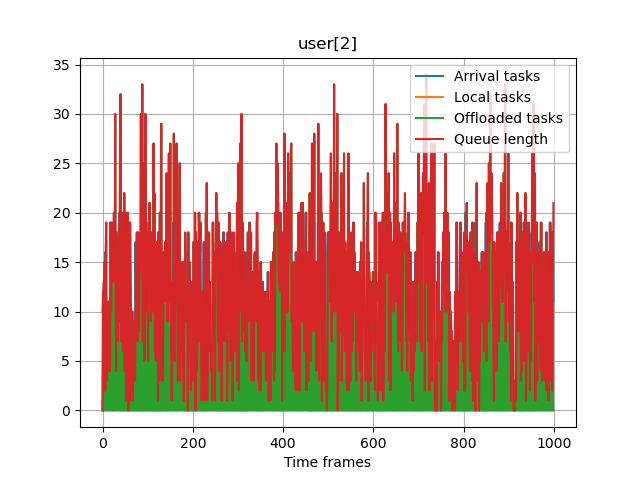 user[2]
Arrival tasks
Local tasks
Offloaded tasks
Queue length
35
30
25
20
15
10
5
0
0 200 400 600 800 1000
Time frames